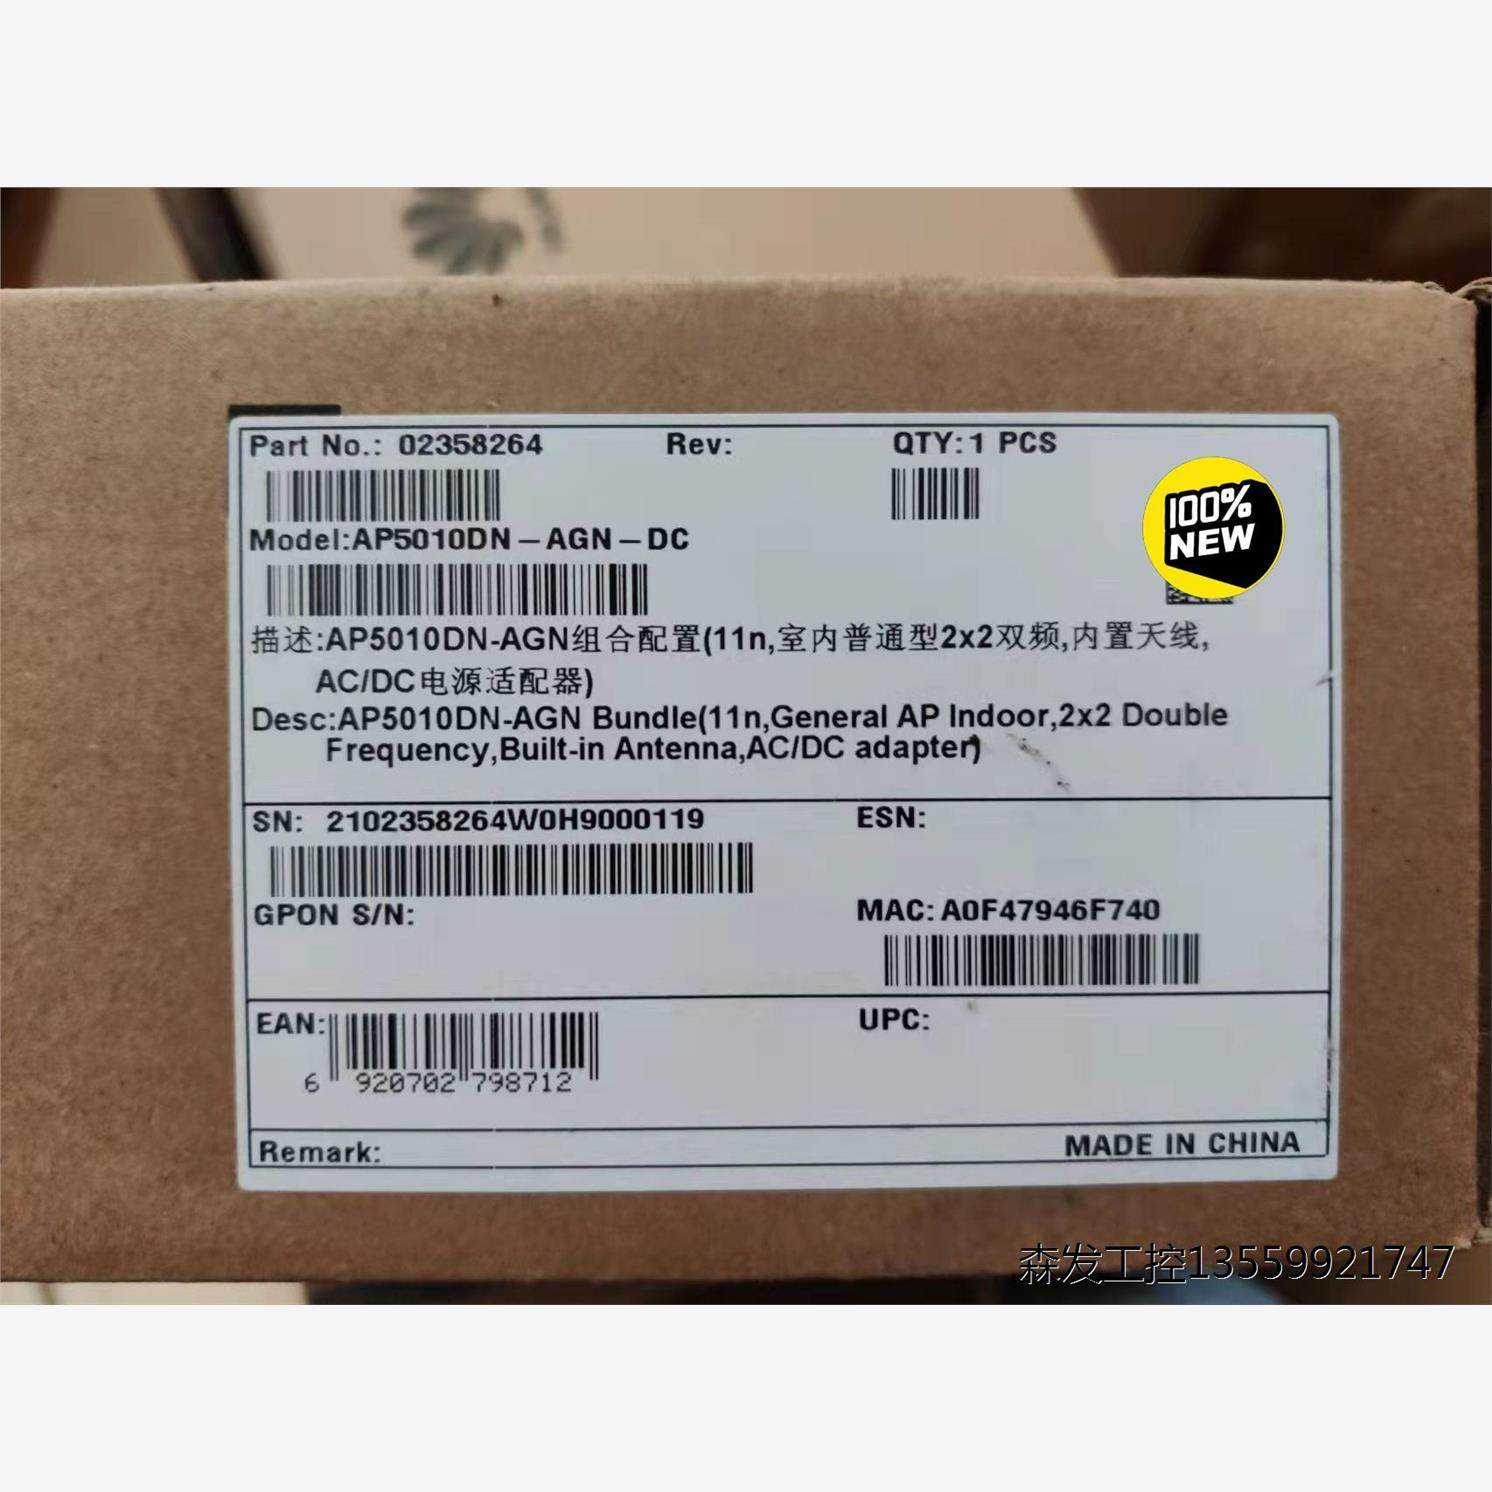 Part No.: 02358264 Rev: QTY:1 PCS
100%
NEW
Model:AP5010DN-AGN-DC
描述:AP5010DN-AGN组合配置(11n,室内普通型2x2双频,内置天线,
AC/DC电源适配器)
Desc:AP5010DN-AGN Bundle(11n,General AP Indoor,2x2 Double
Frequency,Built-in Antenna,AC/DC adapter)
SN: 2102358264W0H9000119 ESN:
GPON S/N: MAC:A0F47946F740
EAN: UPC:
6 920702 798712
Remark: MADE IN CHINA
森发工控13559921747